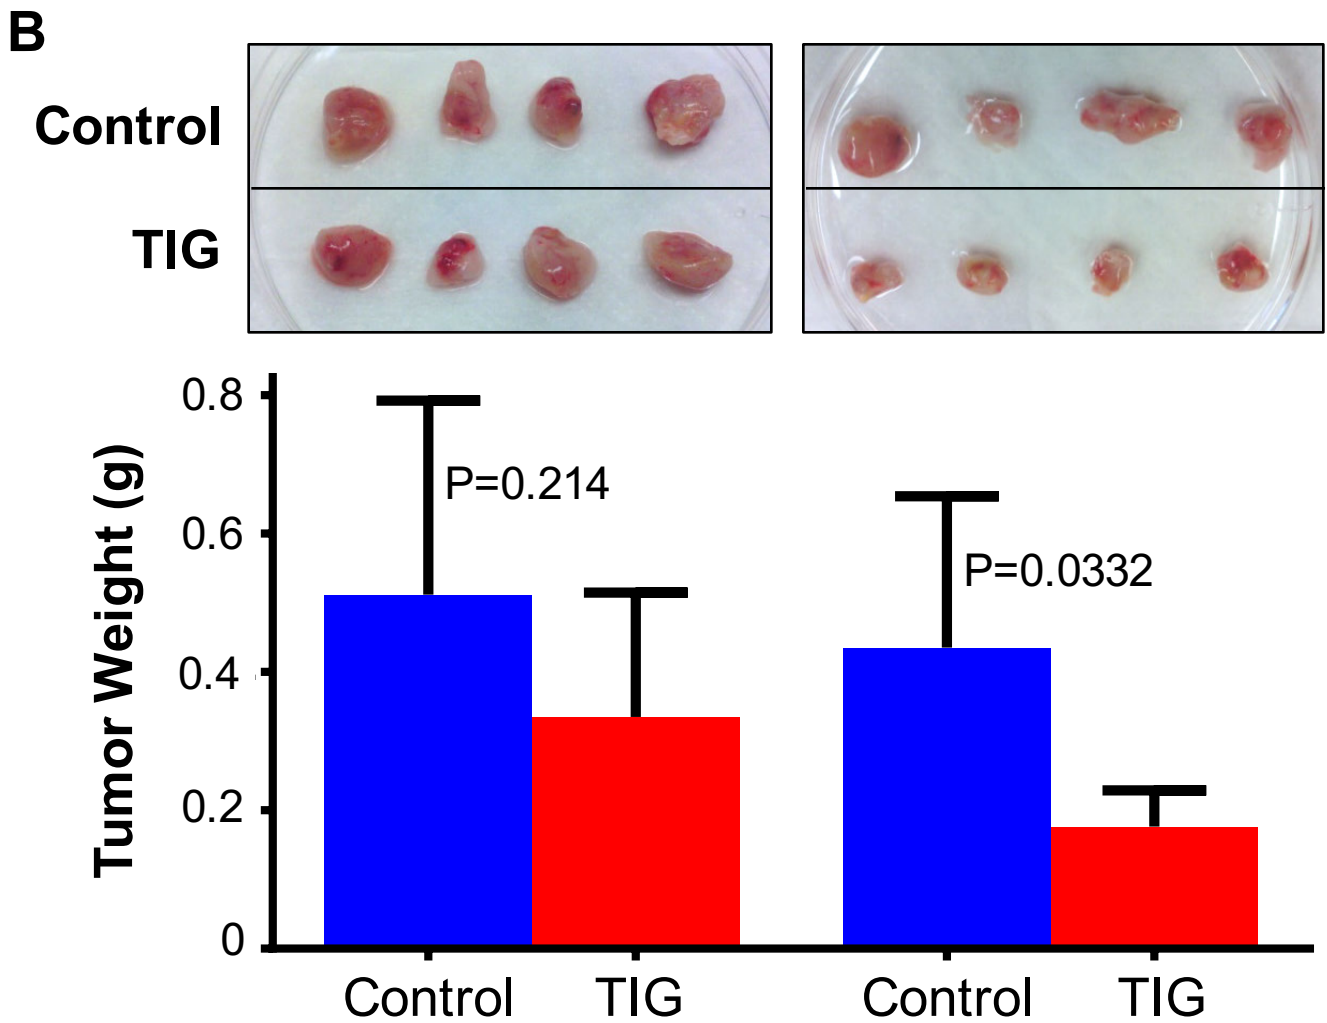 B
Control
TIG
0.8
0.6
0.4
0.2
0
Tumor Weight (g)
P=0.214
P=0.0332
Control TIG Control TIG